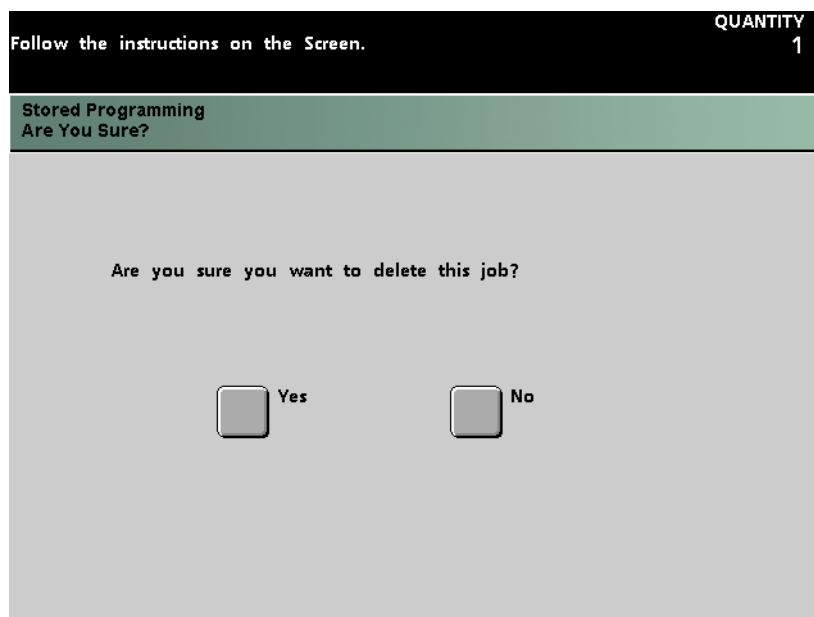 QUANTITY
Follow the instructions on the Screen.
1
Stored Programming
Are You Sure?
Are you sure you want to delete this job?
Yes
No